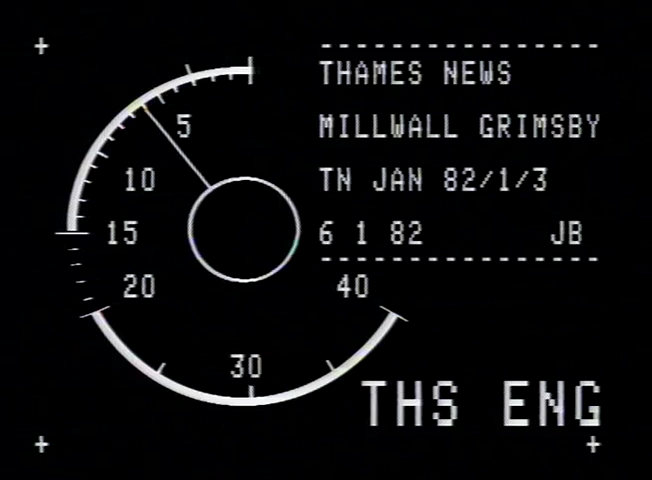 THAMES NEWS
MILLWALL GRIMSBY
TN JAN 82/1/3
6 1 82 JB
5
10
15
20
30
40
THS ENG